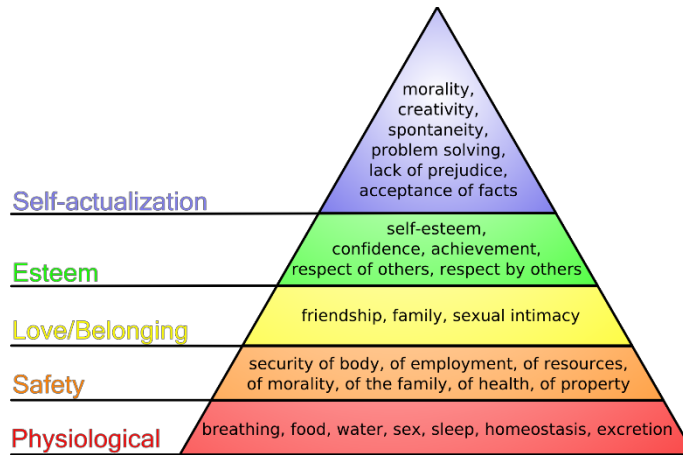 morality,
creativity,
spontaneity,
problem solving,
lack of prejudice,
acceptance of facts
Self-actualization
self-esteem,
confidence, achievement,
respect of others, respect by others
Esteem
friendship, family, sexual intimacy
Love/Belonging
security of body, of employment, of resources,
of morality, of the family, of health, of property
Safety
breathing, food, water, sex, sleep, homeostasis, excretion
Physiological